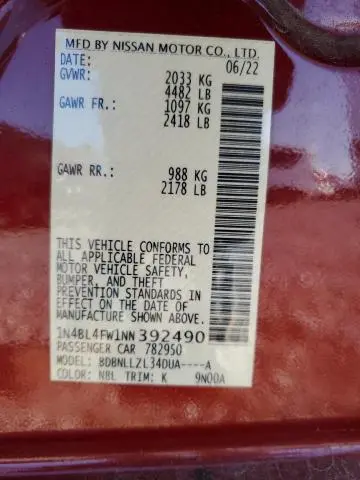 MFD BY NISSAN MOTOR CO., LTD.
DATE: 06/22
GVWR: 2033 KG
4482 LB
GAWR FR.: 1097 KG
2418 LB
GAWR RR.: 988 KG
2178 LB
THIS VEHICLE CONFORMS TO
ALL APPLICABLE FEDERAL
MOTOR VEHICLE SAFETY,
BUMPER, AND THEFT
PREVENTION STANDARDS IN
EFFECT ON THE DATE OF
MANUFACTURE SHOWN ABOVE.
1N4BL4FW1NN392490
PASSENGER CAR 782950
MODEL: BDBNLLZL34DUA----A
COLOR: NBL TRIM: K 9N00A